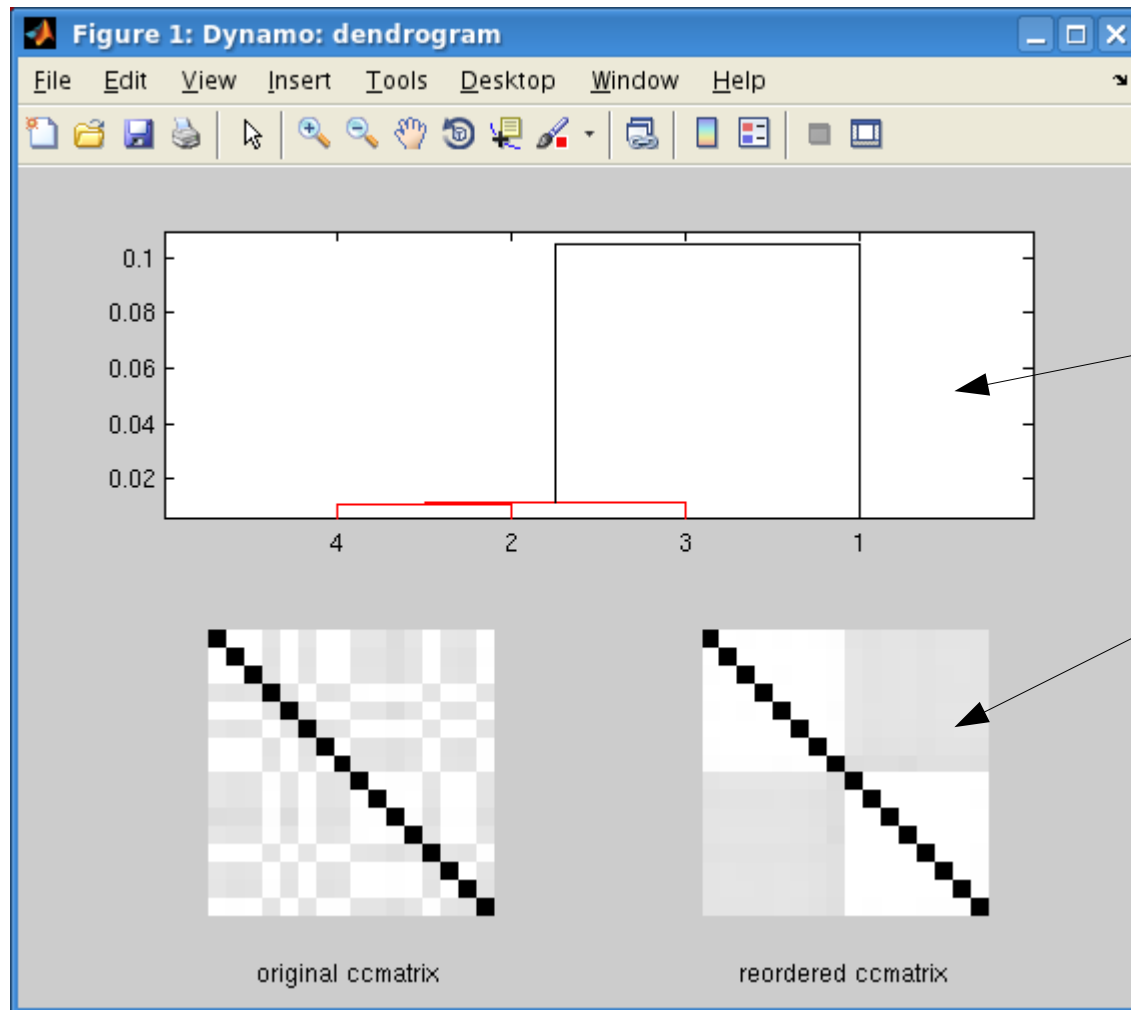 Figure 1: Dynamo: dendrogram
File Edit View Insert Tools Desktop Window Help
0.1
0.08
0.06
0.04
0.02
4 2 3 1
original ccmatrix reordered ccmatrix